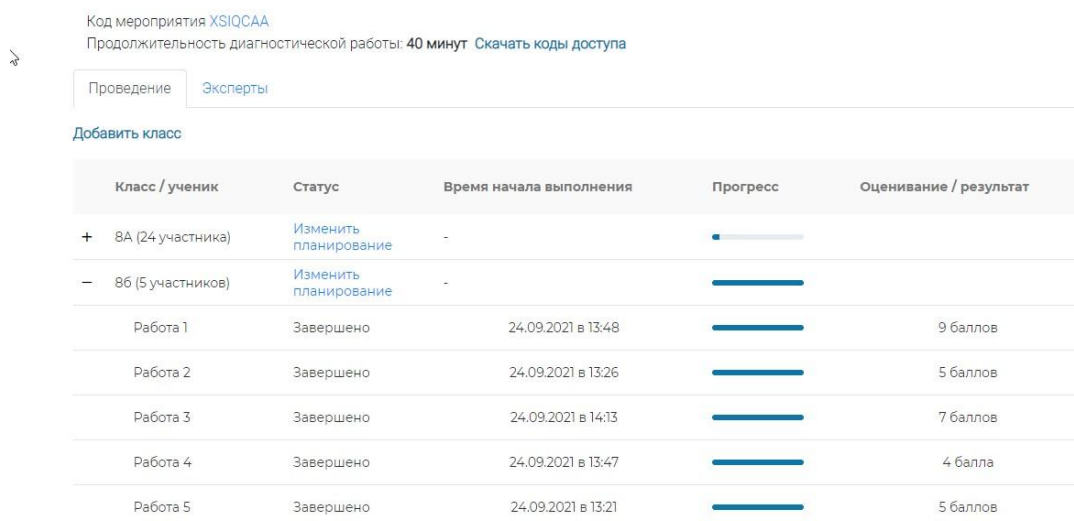 Код мероприятия XSIQCAA
Продолжительность диагностической работы: 40 минут Скачать коды доступа
Проведение Эксперты
Добавить класс
Класс / ученик Статус Время начала выполнения Прогресс Оценивание / результат
+ 8А (24 участника) Изменить планирование -
– 8б (5 участников) Изменить планирование -
Работа 1 Завершено 24.09.2021 в 13:48 9 баллов
Работа 2 Завершено 24.09.2021 в 13:26 5 баллов
Работа 3 Завершено 24.09.2021 в 14:13 7 баллов
Работа 4 Завершено 24.09.2021 в 13:47 4 балла
Работа 5 Завершено 24.09.2021 в 13:21 5 баллов